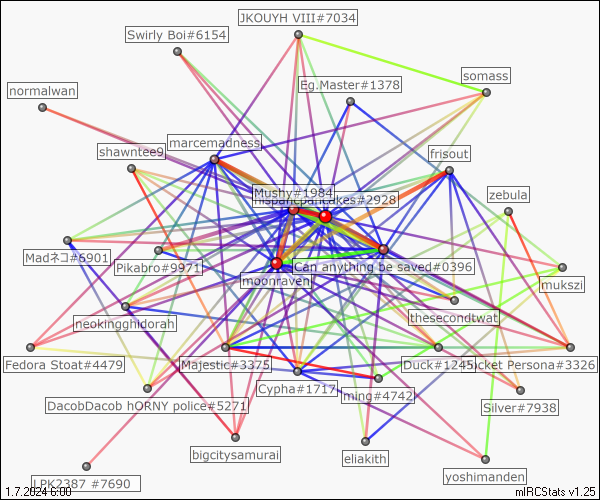 JKOUYH VIII#7034
Swirly Boi#6154
somass
Eg.Master#1378
normalwan
marcemadness
shawntee9
frisout
zebula
Mushy#1984
hispanicpancakes#2928
Madネコ#6901
Pikabro#9971
Can anything be saved#0396
moonraven
mukszi
neokingghidorah
thesecondtwat
Fedora Stoat#4479
Majestic#3375
Duck#1245
cket Persona#3326
Cypha#1717
ming#4742
DacobDacob hORNY police#5271
Silver#7938
bigcitysamurai
eliakith
yoshimanden
LPK2387 #7690
1.7.2024 6:00
mIRCStats v1.25